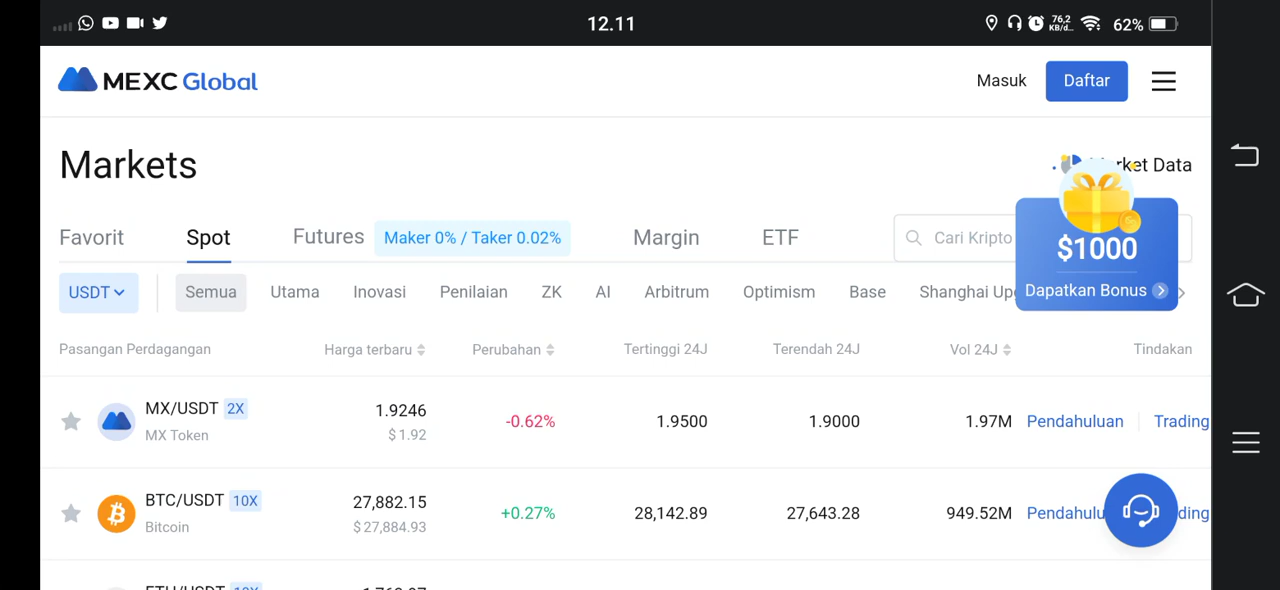 12.11
76,2
KB/d...
62%
MEXC Global
Masuk
Daftar
Markets
Market Data
Favorit
Spot
Futures
Maker 0% / Taker 0.02%
Margin
ETF
Cari Kripto
$1000
Dapatkan Bonus
USDT
Semua
Utama
Inovasi
Penilaian
ZK
AI
Arbitrum
Optimism
Base
Shanghai
Pasangan Perdagangan
Harga terbaru
Perubahan
Tertinggi 24J
Terendah 24J
Vol 24J
Tindakan
MX/USDT 2X
MX Token
1.9246
$ 1.92
-0.62%
1.9500
1.9000
1.97M
Pendahuluan
Trading
BTC/USDT 10X
Bitcoin
27,882.15
$ 27,884.93
+0.27%
28,142.89
27,643.28
949.52M